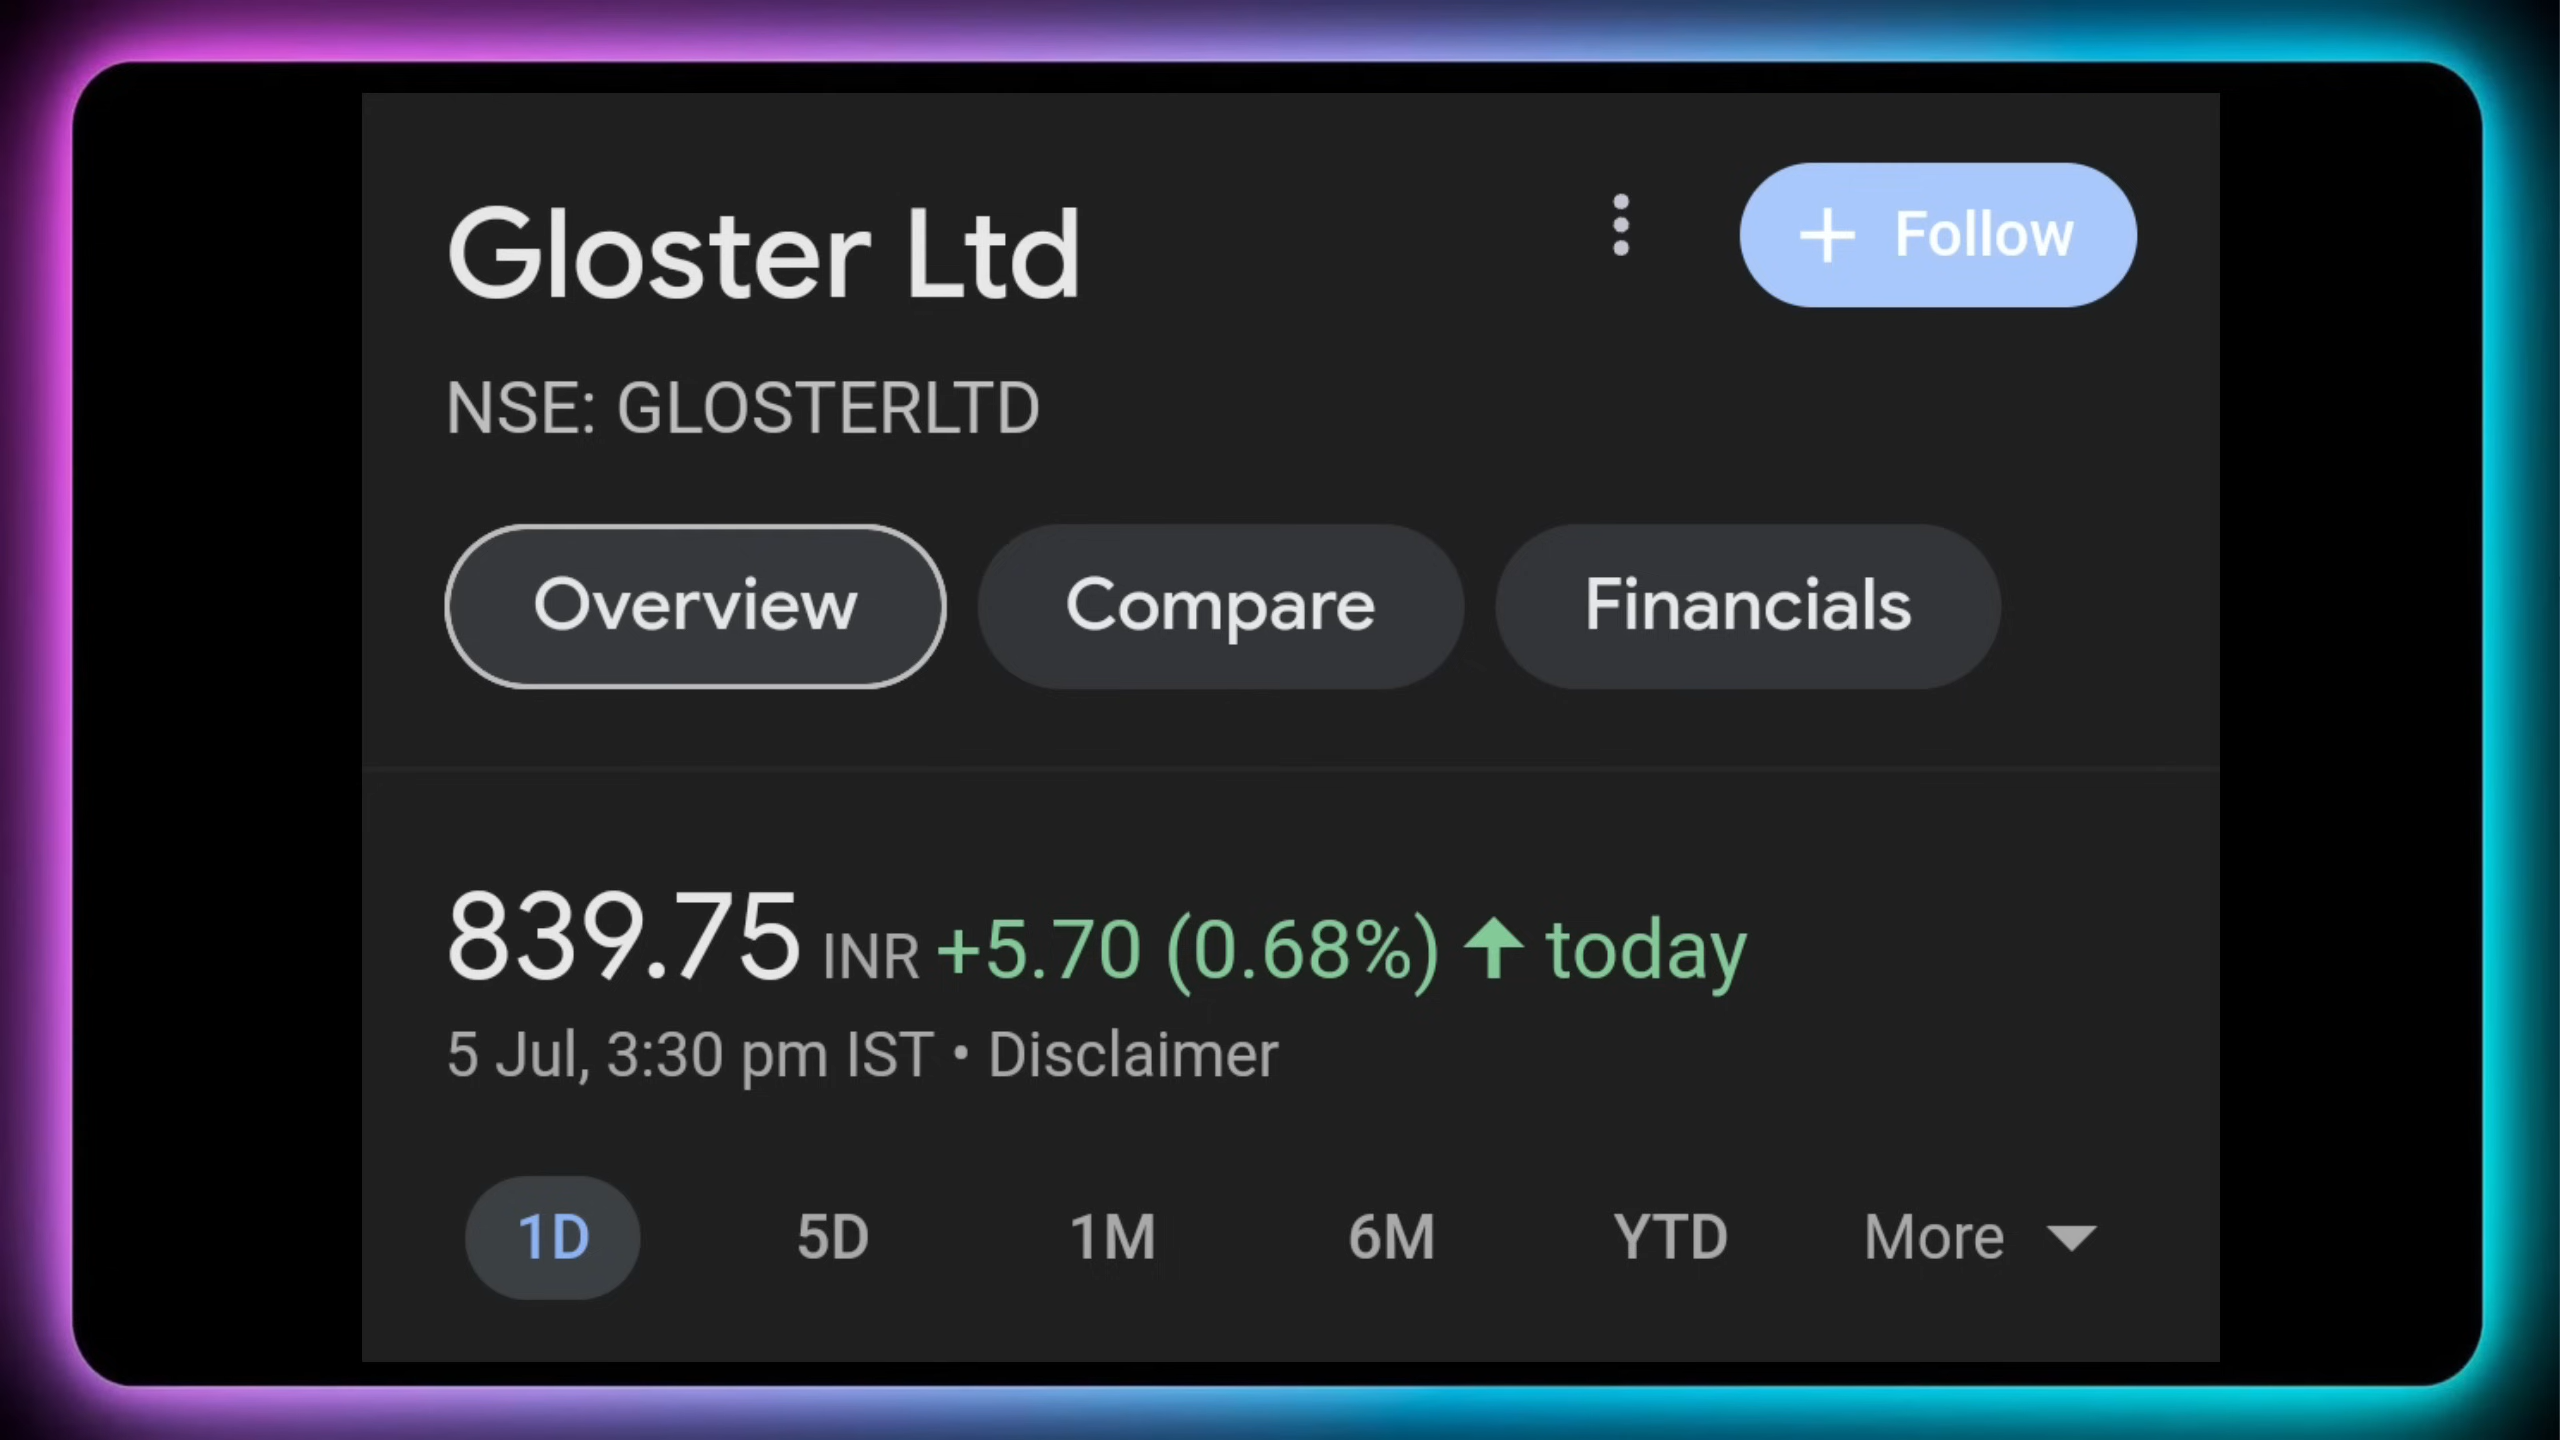 Gloster Ltd
+ Follow
NSE: GLOSTERLTD
Overview
Compare
Financials
839.75 INR +5.70 (0.68%) ↑ today
5 Jul, 3:30 pm IST • Disclaimer
1D 5D 1M 6M YTD More